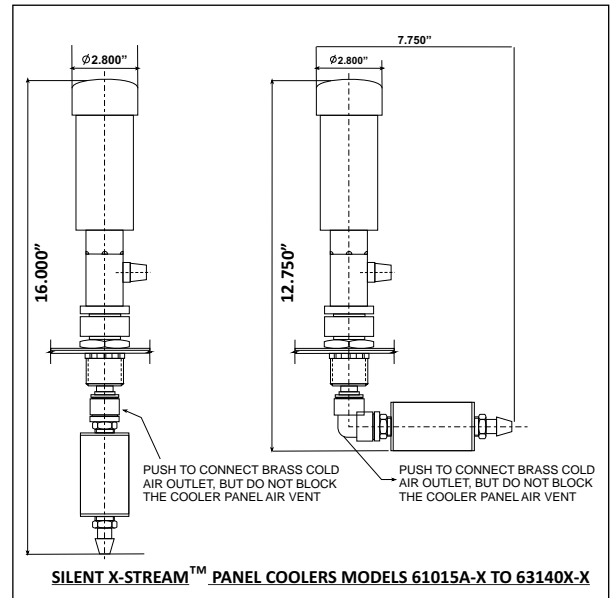 7.750"
Ø2.800"
Ø2.800"
16.000"
12.750"
PUSH TO CONNECT BRASS COLD
AIR OUTLET, BUT DO NOT BLOCK
THE COOLER PANEL AIR VENT
PUSH TO CONNECT BRASS COLD
AIR OUTLET, BUT DO NOT BLOCK
THE COOLER PANEL AIR VENT
SILENT X-STREAM™ PANEL COOLERS MODELS 61015A-X TO 63140X-X